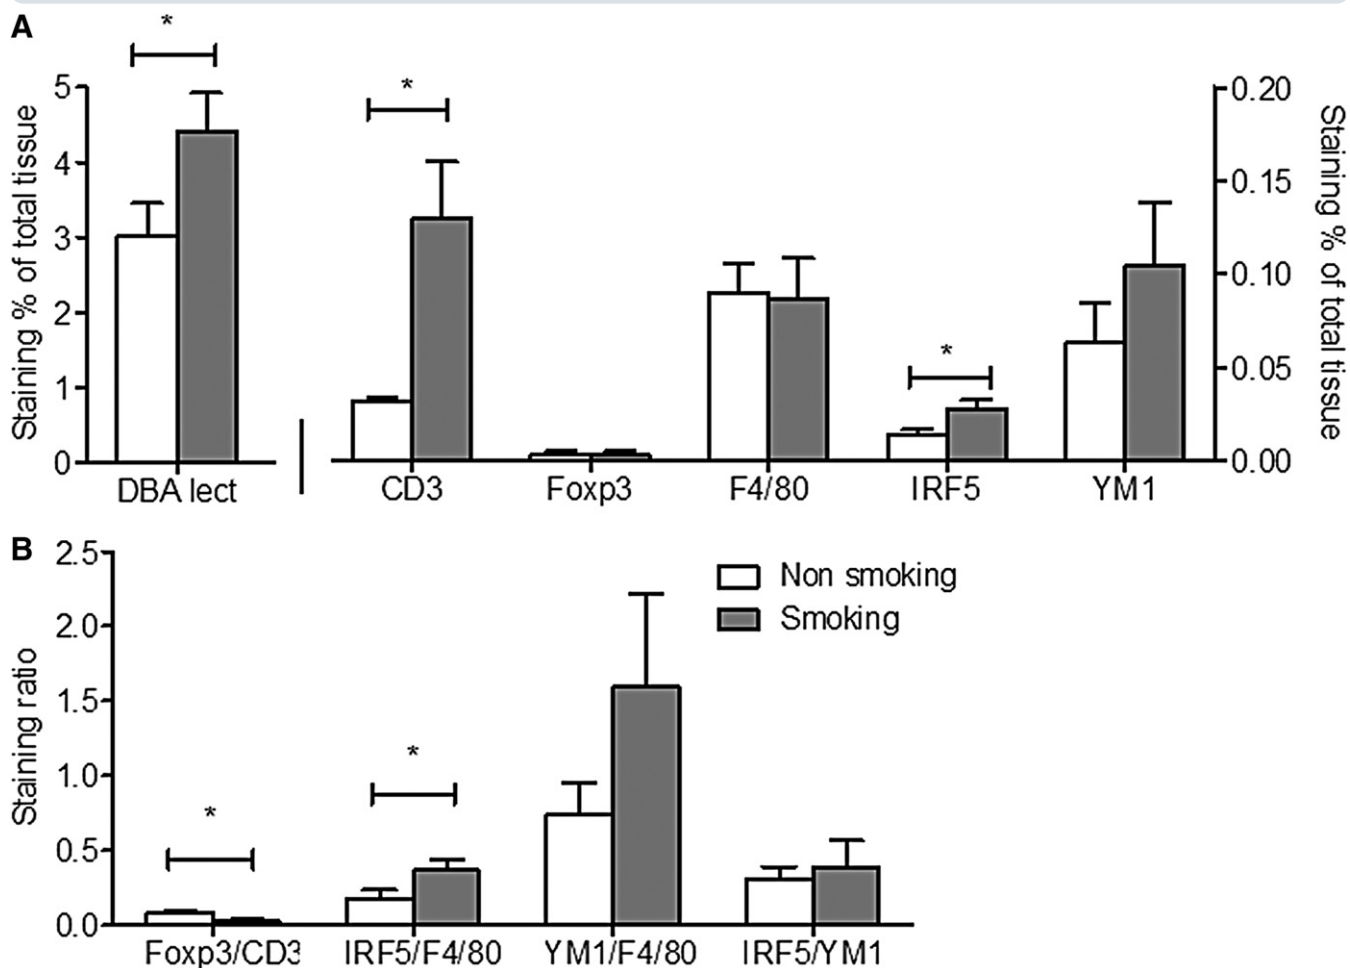 A
*
*
*
5
4
3
2
1
0
Staining % of total tissue
0.20
0.15
0.10
0.05
0.00
Staining % of total tissue
DBA lect
CD3
Foxp3
F4/80
IRF5
YM1
B
2.5
2.0
1.5
1.0
0.5
0.0
Staining ratio
Non smoking
Smoking
*
*
Foxp3/CD3
IRF5/F4/80
YM1/F4/80
IRF5/YM1